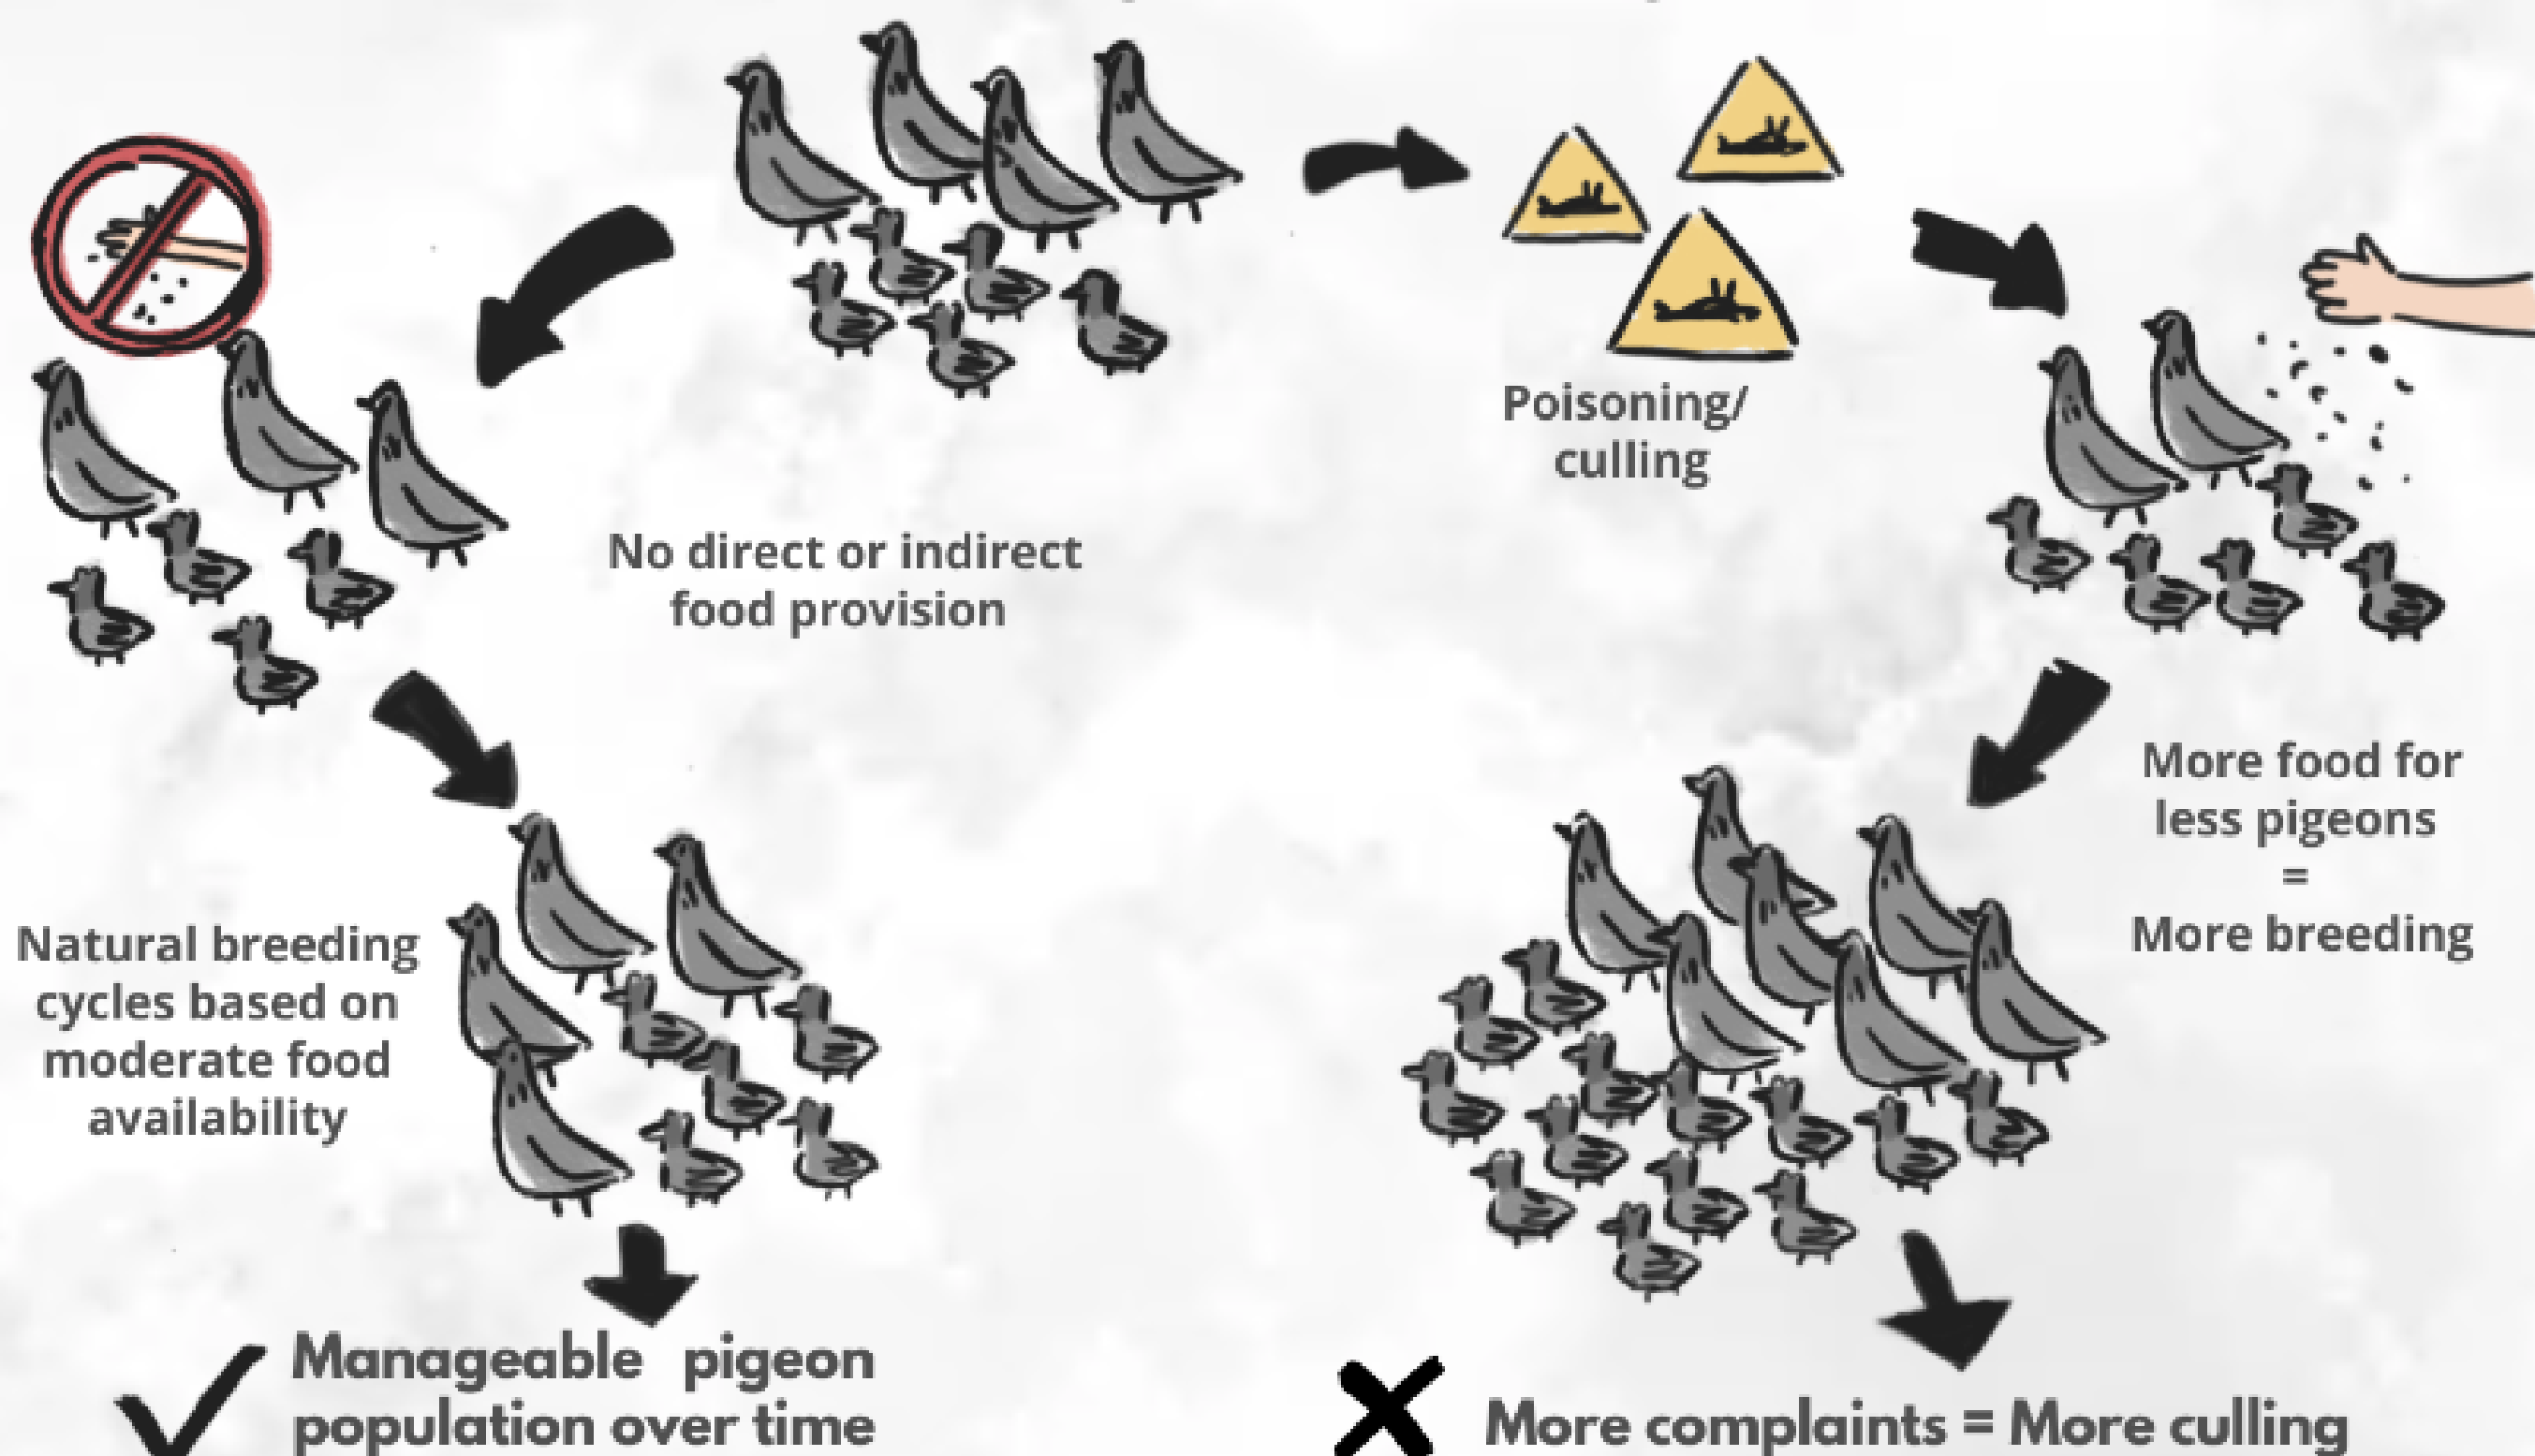 Poisoning/
culling
No direct or indirect
food provision
More food for
less pigeons
=
More breeding
Natural breeding
cycles based on
moderate food
availability
Manageable pigeon
population over time
More complaints = More culling